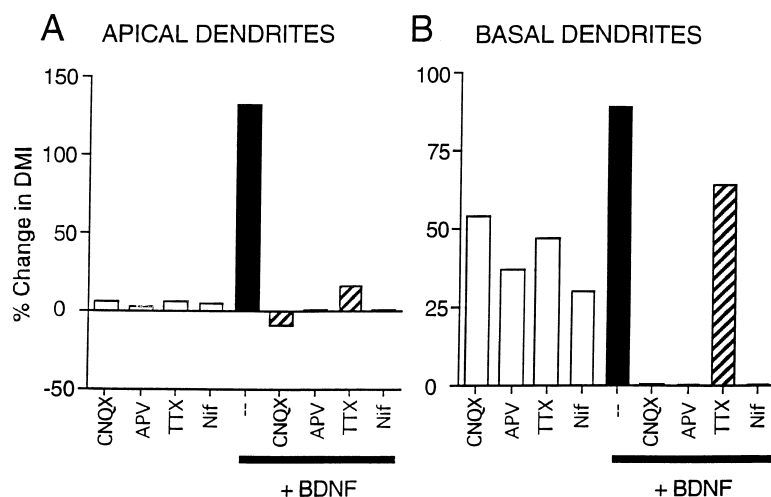 A APICAL DENDRITES
% Change in DMI
150
100
50
0
-50
CNQX
APV
TTX
Nif
--
CNQX
APV
TTX
Nif
+ BDNF
B BASAL DENDRITES
100
75
50
25
0
CNQX
APV
TTX
Nif
--
CNQX
APV
TTX
Nif
+ BDNF